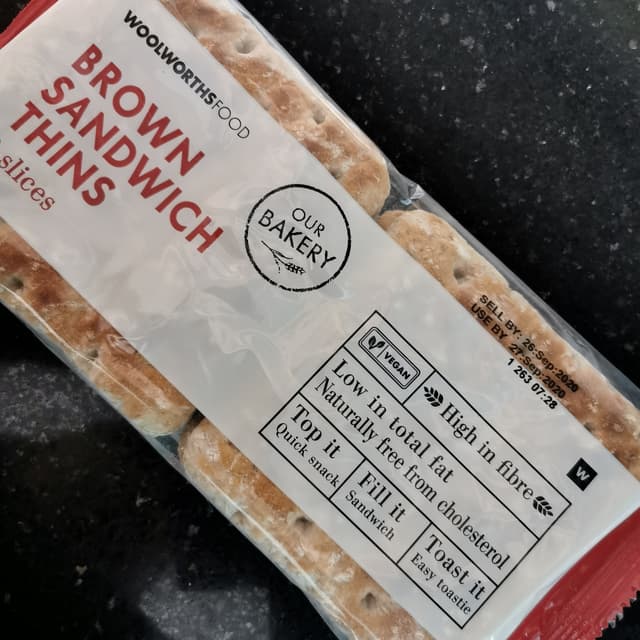 WOOLWORTHSFOOD
BROWN
SANDWICH
THINS
slices
OUR
BAKERY
SELL BY: 26-Sep-2020
USE BY: 27-Sep-2020
1 263 07:23
VEGAN
High in fibre
Low in total fat
Naturally free from cholesterol
Top it
Quick snack
Fill it
Sandwich
Toast it
Easy toastie
W